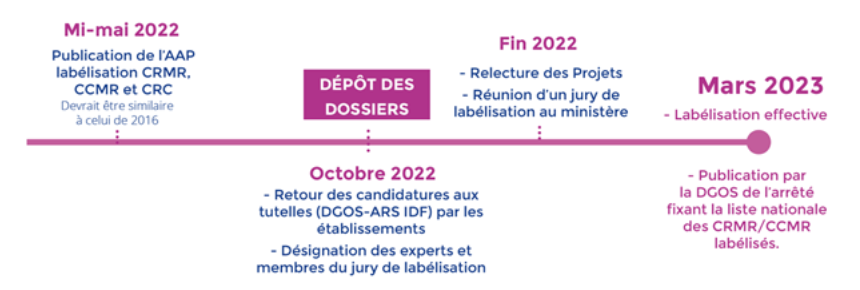 Mi-mai 2022
Publication de l'AAP
labélisation CRMR,
CCMR et CRC
Devrait être similaire
à celui de 2016
DÉPÔT DES
DOSSIERS
Octobre 2022
- Retour des candidatures aux
tutelles (DGOS-ARS IDF) par les
établissements
- Désignation des experts et
membres du jury de labélisation
Fin 2022
- Relecture des Projets
- Réunion d'un jury de
labélisation au ministère
Mars 2023
- Labélisation effective
- Publication par
la DGOS de l'arrêté
fixant la liste nationale
des CRMR/CCMR
labélisés.